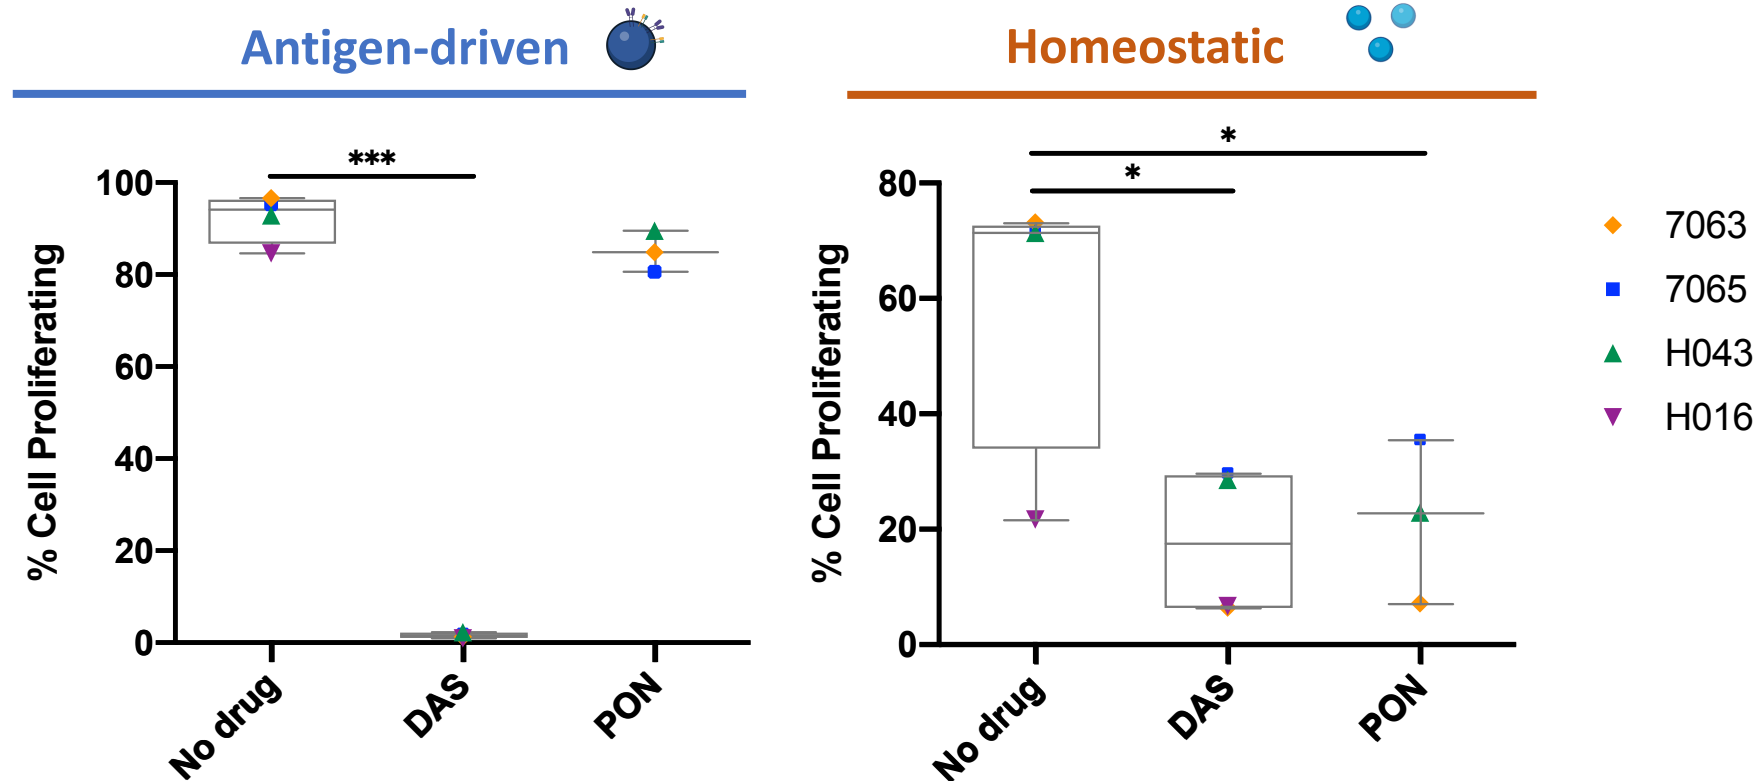 Antigen-driven
Homeostatic
***
% Cell Proliferating
100
80
60
40
20
0
No drug
DAS
PON
*
*
% Cell Proliferating
80
60
40
20
0
No drug
DAS
PON
7063
7065
H043
H016